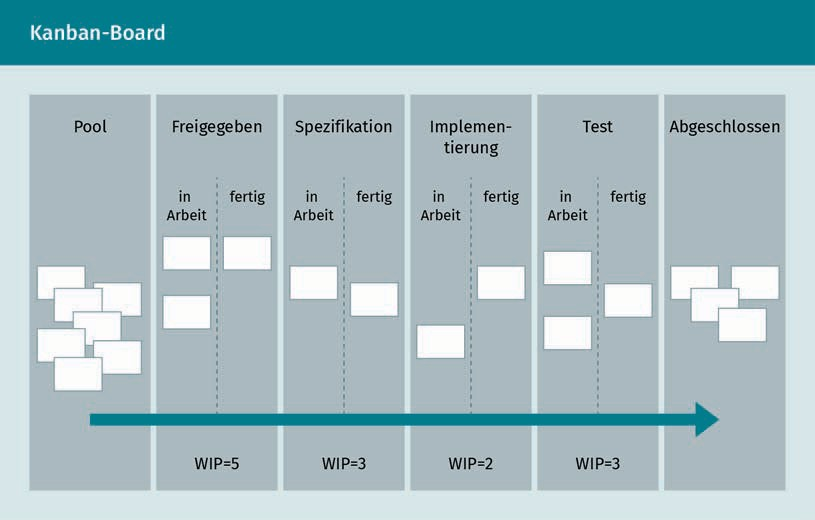 Kanban-Board
Pool
Freigegeben
in
Arbeit
fertig
Spezifikation
in
Arbeit
fertig
Implemen-
tierung
in
Arbeit
fertig
Test
in
Arbeit
fertig
Abgeschlossen
WIP=5
WIP=3
WIP=2
WIP=3